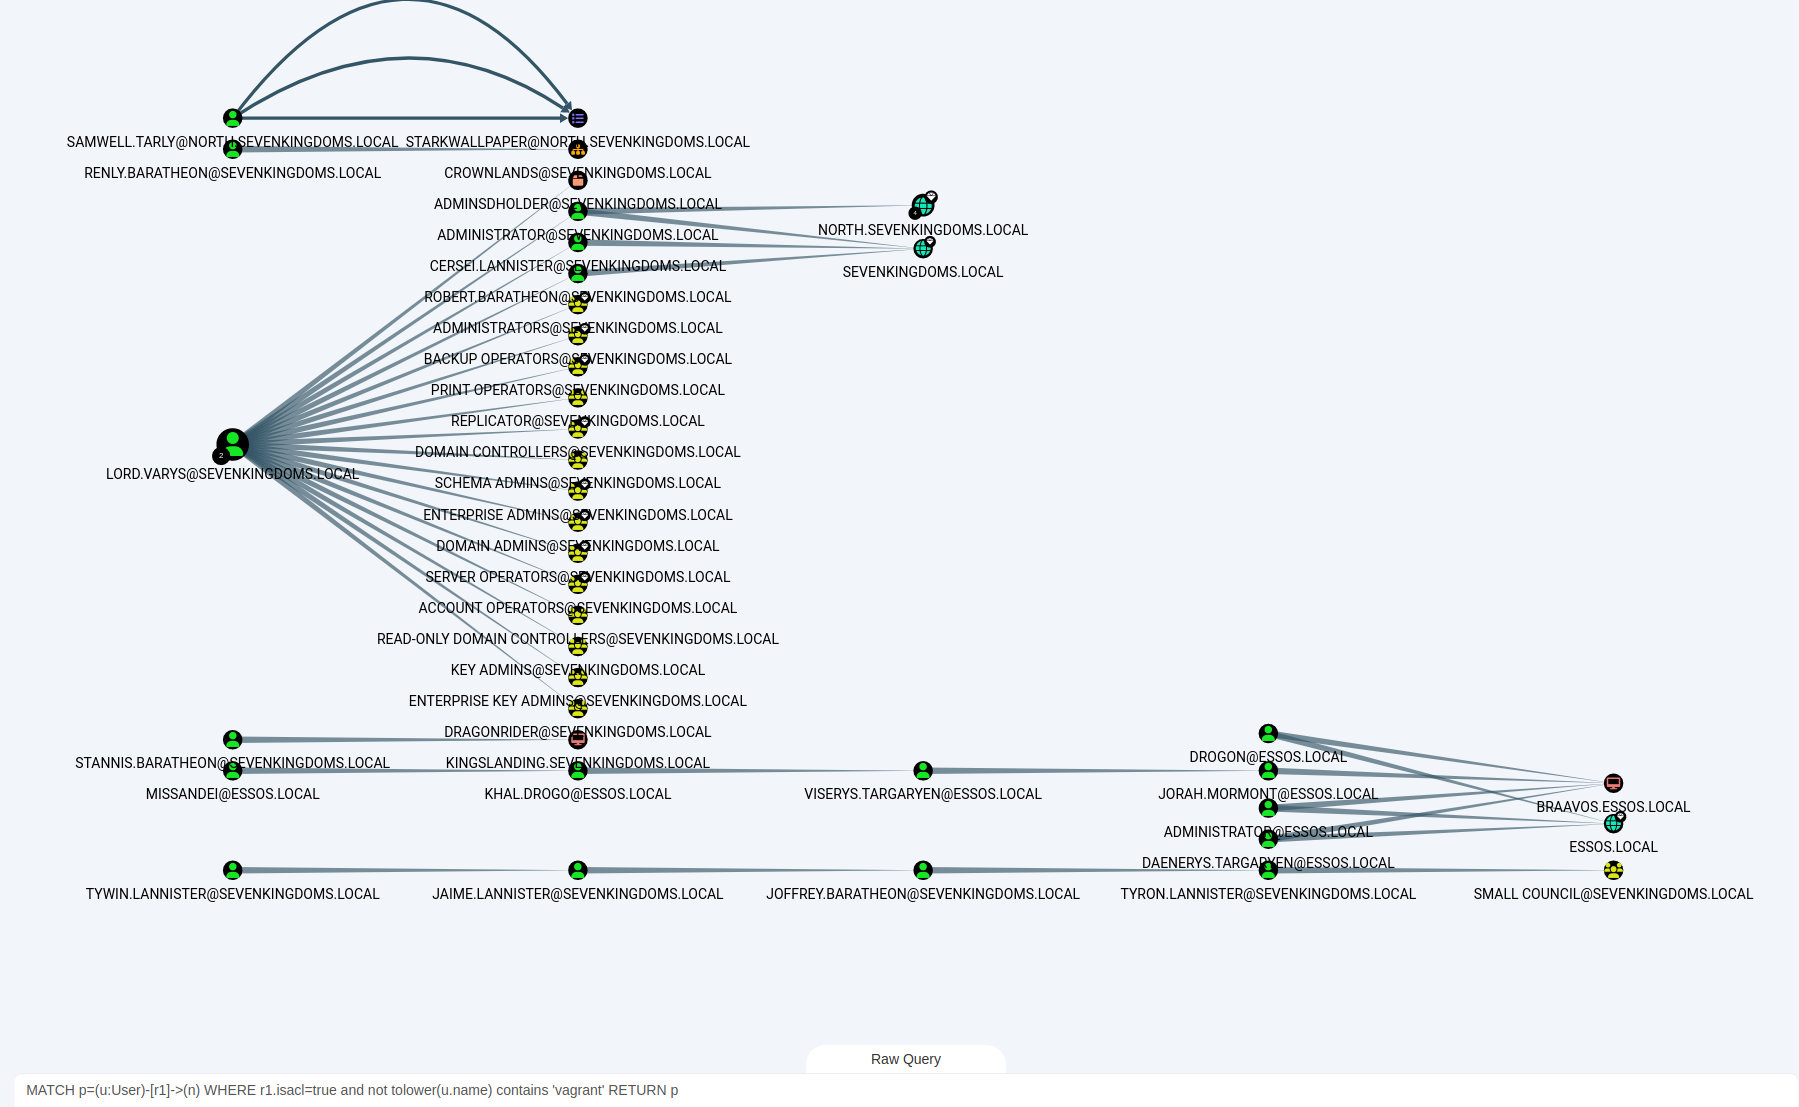 SAMWELL.TARLY@NORTH.SEVENKINGDOMS.LOCAL
STARKWALLPAPER@NORTH.SEVENKINGDOMS.LOCAL
RENLY.BARATHEON@SEVENKINGDOMS.LOCAL
CROWNLANDS@SEVENKINGDOMS.LOCAL
ADMINSDHOLDER@SEVENKINGDOMS.LOCAL
NORTH.SEVENKINGDOMS.LOCAL
ADMINISTRATOR@SEVENKINGDOMS.LOCAL
CERSEI.LANNISTER@SEVENKINGDOMS.LOCAL
SEVENKINGDOMS.LOCAL
ROBERT.BARATHEON@SEVENKINGDOMS.LOCAL
ADMINISTRATORS@SEVENKINGDOMS.LOCAL
BACKUP OPERATORS@SEVENKINGDOMS.LOCAL
PRINT OPERATORS@SEVENKINGDOMS.LOCAL
REPLICATOR@SEVENKINGDOMS.LOCAL
DOMAIN CONTROLLERS@SEVENKINGDOMS.LOCAL
2
LORD.VARYS@SEVENKINGDOMS.LOCAL
SCHEMA ADMINS@SEVENKINGDOMS.LOCAL
ENTERPRISE ADMINS@SEVENKINGDOMS.LOCAL
DOMAIN ADMINS@SEVENKINGDOMS.LOCAL
SERVER OPERATORS@SEVENKINGDOMS.LOCAL
ACCOUNT OPERATORS@SEVENKINGDOMS.LOCAL
READ-ONLY DOMAIN CONTROLLERS@SEVENKINGDOMS.LOCAL
KEY ADMINS@SEVENKINGDOMS.LOCAL
ENTERPRISE KEY ADMINS@SEVENKINGDOMS.LOCAL
DRAGONRIDER@SEVENKINGDOMS.LOCAL
STANNIS.BARATHEON@SEVENKINGDOMS.LOCAL
KINGSLANDING.SEVENKINGDOMS.LOCAL
DROGON@ESSOS.LOCAL
MISSANDEI@ESSOS.LOCAL
KHAL.DROGO@ESSOS.LOCAL
VISERYS.TARGARYEN@ESSOS.LOCAL
JORAH.MORMONT@ESSOS.LOCAL
BRAAVOS.ESSOS.LOCAL
ADMINISTRATOR@ESSOS.LOCAL
ESSOS.LOCAL
DAENERYS.TARGARYEN@ESSOS.LOCAL
TYWIN.LANNISTER@SEVENKINGDOMS.LOCAL
JAIME.LANNISTER@SEVENKINGDOMS.LOCAL
JOFFREY.BARATHEON@SEVENKINGDOMS.LOCAL
TYRON.LANNISTER@SEVENKINGDOMS.LOCAL
SMALL COUNCIL@SEVENKINGDOMS.LOCAL
Raw Query
MATCH p=(u:User)-[r1]->(n) WHERE r1.isacl=true and not tolower(u.name) contains 'vagrant' RETURN p